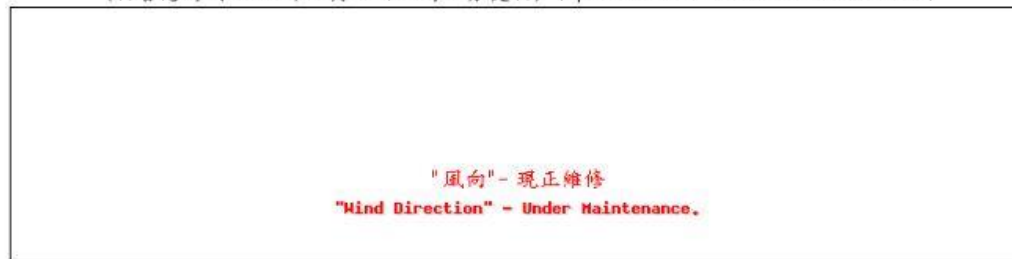 "風向"- 現正維修
"Wind Direction" - Under Maintenance.